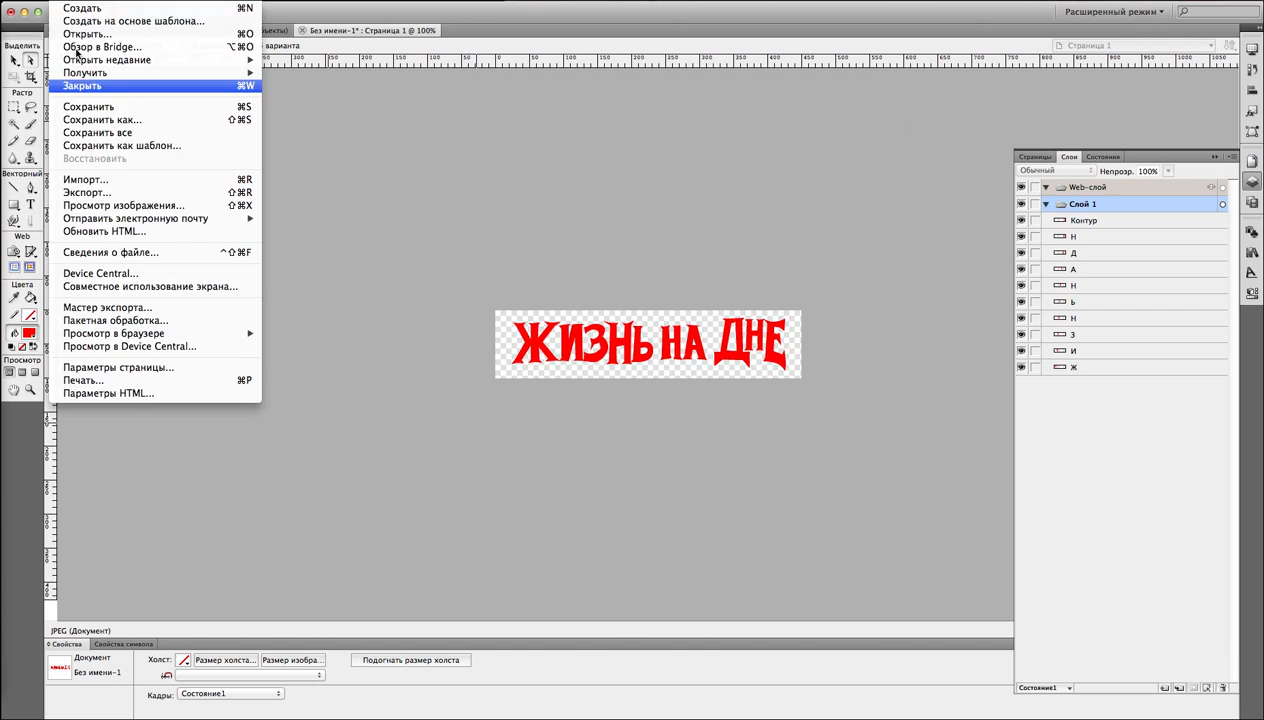 Создать ⌘N
Создать на основе шаблона...
Открыть... ⌘O
Обзор в Bridge... ⌥⌘O
Открыть недавние
Получить
Закрыть ⌘W
Сохранить ⌘S
Сохранить как... ⇧⌘S
Сохранить все
Сохранить как шаблон...
Восстановить
Импорт... ⌘R
Экспорт... ⇧⌘R
Просмотр изображения... ⇧⌘X
Отправить электронную почту
Обновить HTML...
Сведения о файле... ^⇧⌘F
Device Central...
Совместное использование экрана...
Мастер экспорта...
Пакетная обработка...
Просмотр в браузере
Просмотр в Device Central...
Параметры страницы...
Печать... ⌘P
Параметры HTML...
Расширенный режим
Без имени-1* : Страница 1 @ 100%
варианта
Страница 1
Выделить
Растр
Векторный
Web
Цвета
Просмотр
ЖИЗНЬ НА ДНЕ
Страницы Слои Состояния
Обычный Непрозр. 100%
Web-слой
Слой 1
Контур
Н
Д
А
Н
Ь
Н
З
И
Ж
Состояние1
JPEG (Документ)
Свойства Свойства символа
Документ
Без имени-1
Холст: Размер холста... Размер изобра... Подогнать размер холста
Кадры: Состояние1